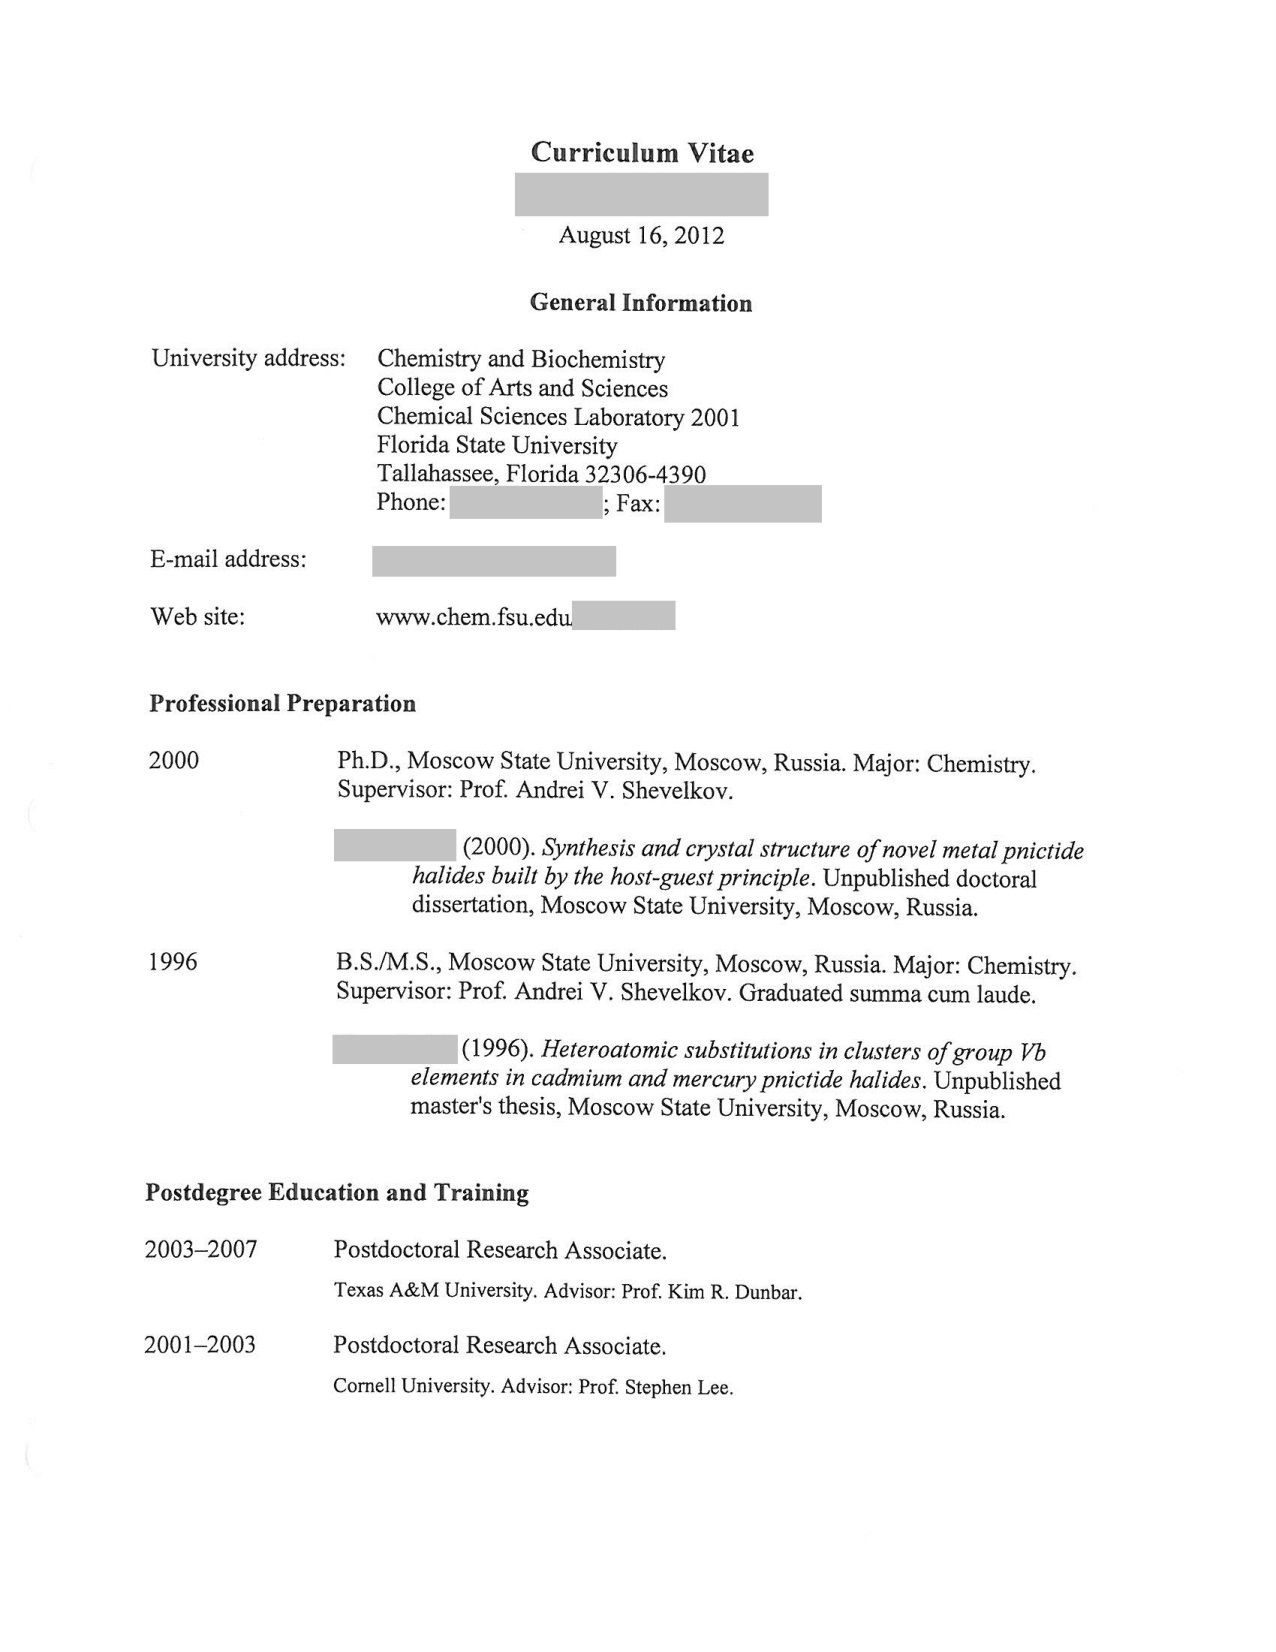 Curriculum Vitae
August 16, 2012
General Information
University address: Chemistry and Biochemistry
College of Arts and Sciences
Chemical Sciences Laboratory 2001
Florida State University
Tallahassee, Florida 32306-4390
Phone: ; Fax:
E-mail address:
Web site: www.chem.fsu.edu
Professional Preparation
2000 Ph.D., Moscow State University, Moscow, Russia. Major: Chemistry.
Supervisor: Prof. Andrei V. Shevelkov.
(2000). Synthesis and crystal structure of novel metal pnictide
halides built by the host-guest principle. Unpublished doctoral
dissertation, Moscow State University, Moscow, Russia.
1996 B.S./M.S., Moscow State University, Moscow, Russia. Major: Chemistry.
Supervisor: Prof. Andrei V. Shevelkov. Graduated summa cum laude.
(1996). Heteroatomic substitutions in clusters of group Vb
elements in cadmium and mercury pnictide halides. Unpublished
master's thesis, Moscow State University, Moscow, Russia.
Postdegree Education and Training
2003–2007 Postdoctoral Research Associate.
Texas A&M University. Advisor: Prof. Kim R. Dunbar.
2001–2003 Postdoctoral Research Associate.
Cornell University. Advisor: Prof. Stephen Lee.